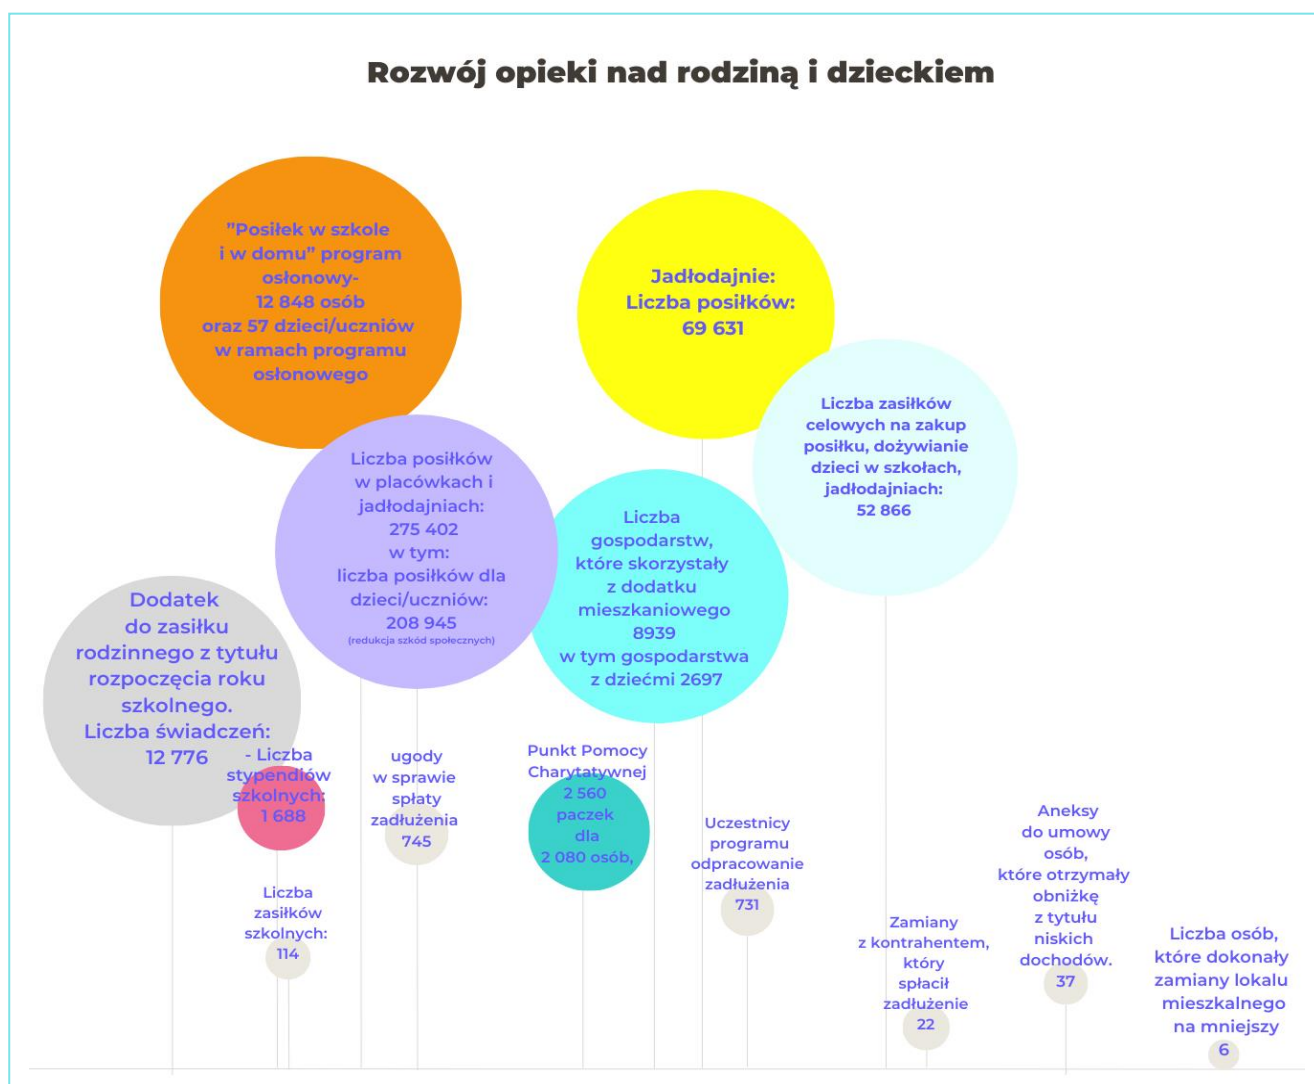 Rozwój opieki nad rodziną i dzieckiem
”Posiłek w szkole
i w domu” program
osłonowy-
12 848 osób
oraz 57 dzieci/uczniów
w ramach programu
osłonowego
Jadłodajnie:
Liczba posiłków:
69 631
Liczba zasiłków
celowych na zakup
posiłku, dożywianie
dzieci w szkołach,
jadłodajniach:
52 866
Liczba posiłków
w placówkach i
jadłodajniach:
275 402
w tym:
liczba posiłków dla
dzieci/uczniów:
208 945
(redukcja szkód społecznych)
Liczba
gospodarstw,
które skorzystały
z dodatku
mieszkaniowego
8939
w tym gospodarstwa
z dziećmi 2697
Dodatek
do zasiłku
rodzinnego z tytułu
rozpoczęcia roku
szkolnego.
Liczba świadczeń:
12 776
- Liczba
stypendiów
szkolnych:
1 688
ugody
w sprawie
spłaty
zadłużenia
745
Punkt Pomocy
Charytatywnej
2 560
paczek
dla
2 080 osób,
Uczestnicy
programu
odpracowanie
zadłużenia
731
Liczba
zasiłków
szkolnych:
114
Zamiany
z kontrahentem,
który
spłacił
zadłużenie
22
Aneksy
do umowy
osób,
które otrzymały
obniżkę
z tytułu
niskich
dochodów.
37
Liczba osób,
które dokonały
zamiany lokalu
mieszkalnego
na mniejszy
6